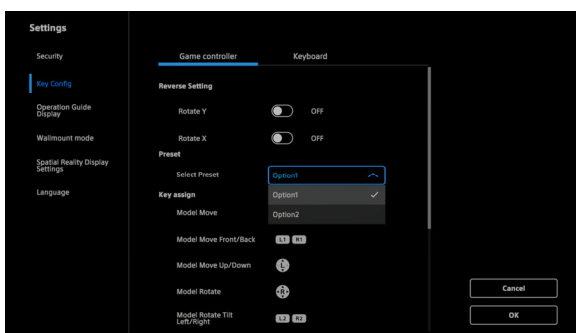 Settings
Security
Key Config
Operation Guide
Display
Wallmount mode
Spatial Reality Display
Settings
Language
Game controller
Keyboard
Reverse Setting
Rotate Y
OFF
Rotate X
OFF
Preset
Select Preset
Option1
Option1
Option2
Key assign
Model Move
Model Move Front/Back
L1 R1
Model Move Up/Down
L
Model Rotate
R
Model Rotate Tilt
Left/Right
L2 R2
Cancel
OK